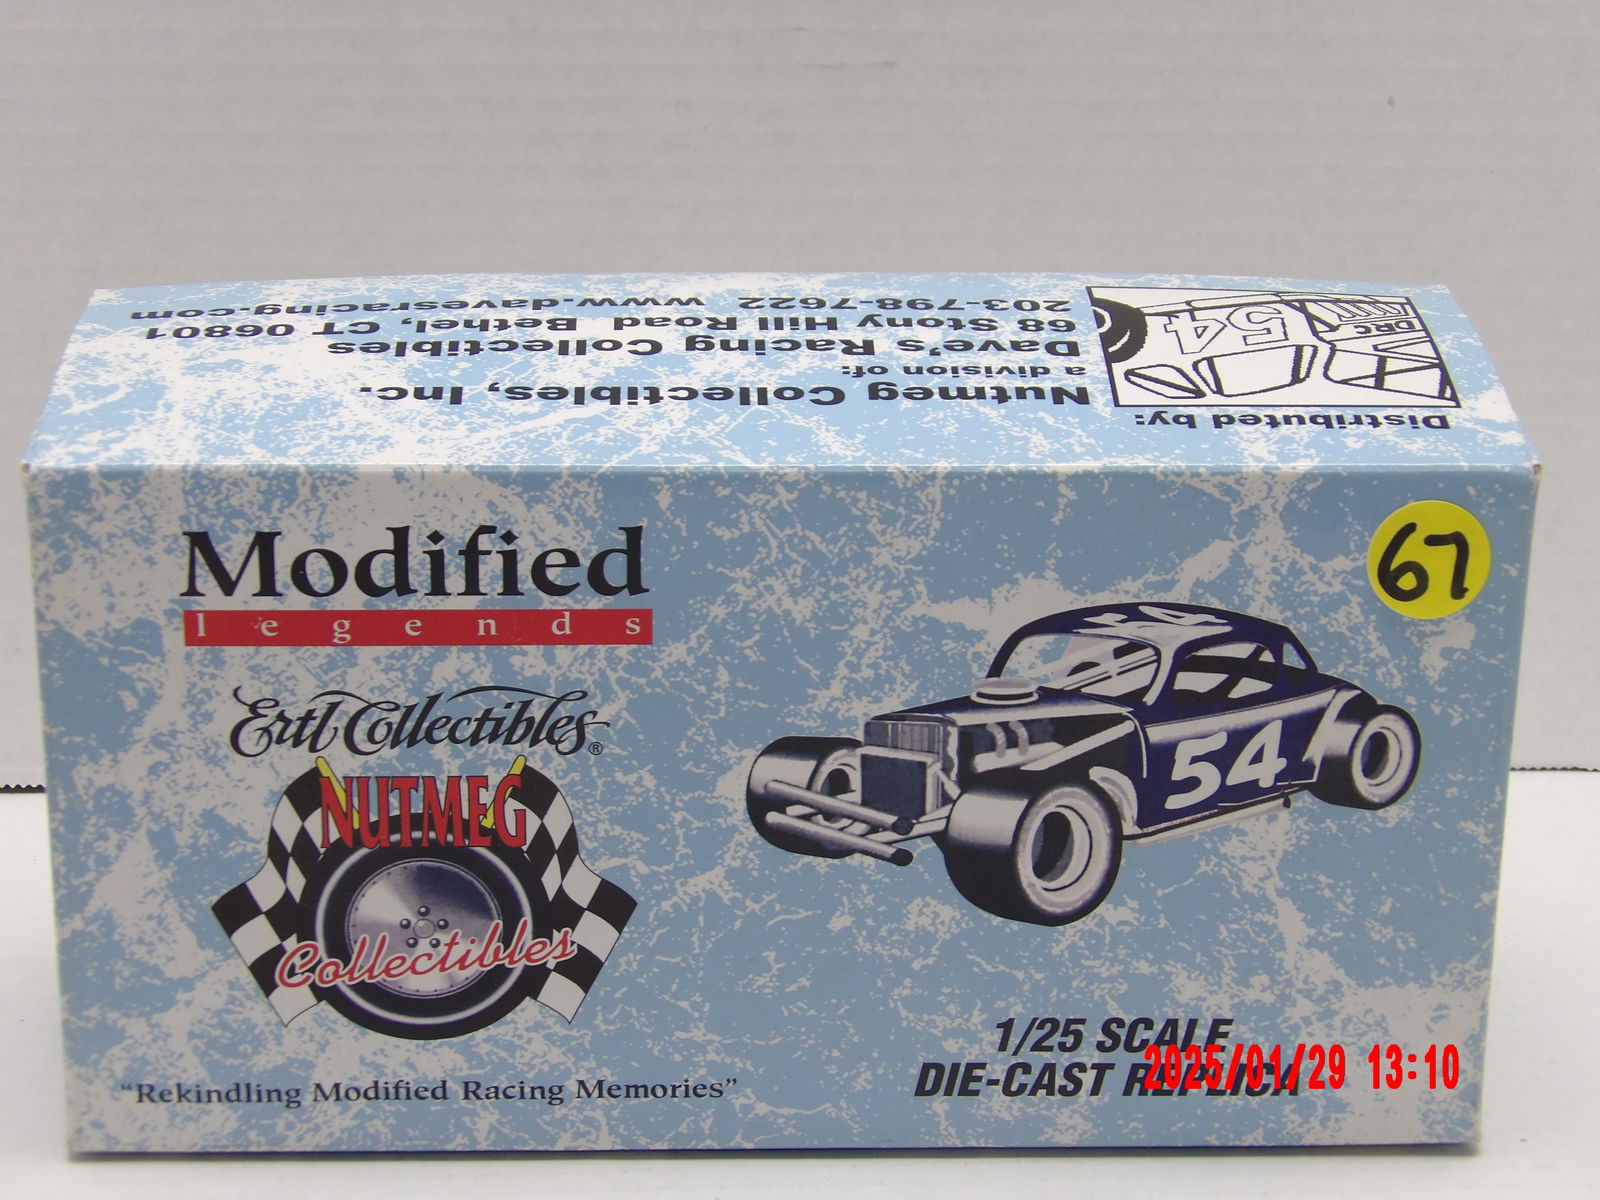 Distributed by:
DRC
54
Nutmeg Collectibles, Inc.
a division of:
Dave's Racing Collectibles
68 Stony Hill Road Bethel, CT 06801
203-798-7622 www.davesracing.com
Modified
legends
Ertl Collectibles®
NUTMEG
Collectibles
"Rekindling Modified Racing Memories"
67
54
54
1/25 SCALE
DIE-CAST REPLICA
2025/01/29 13:10